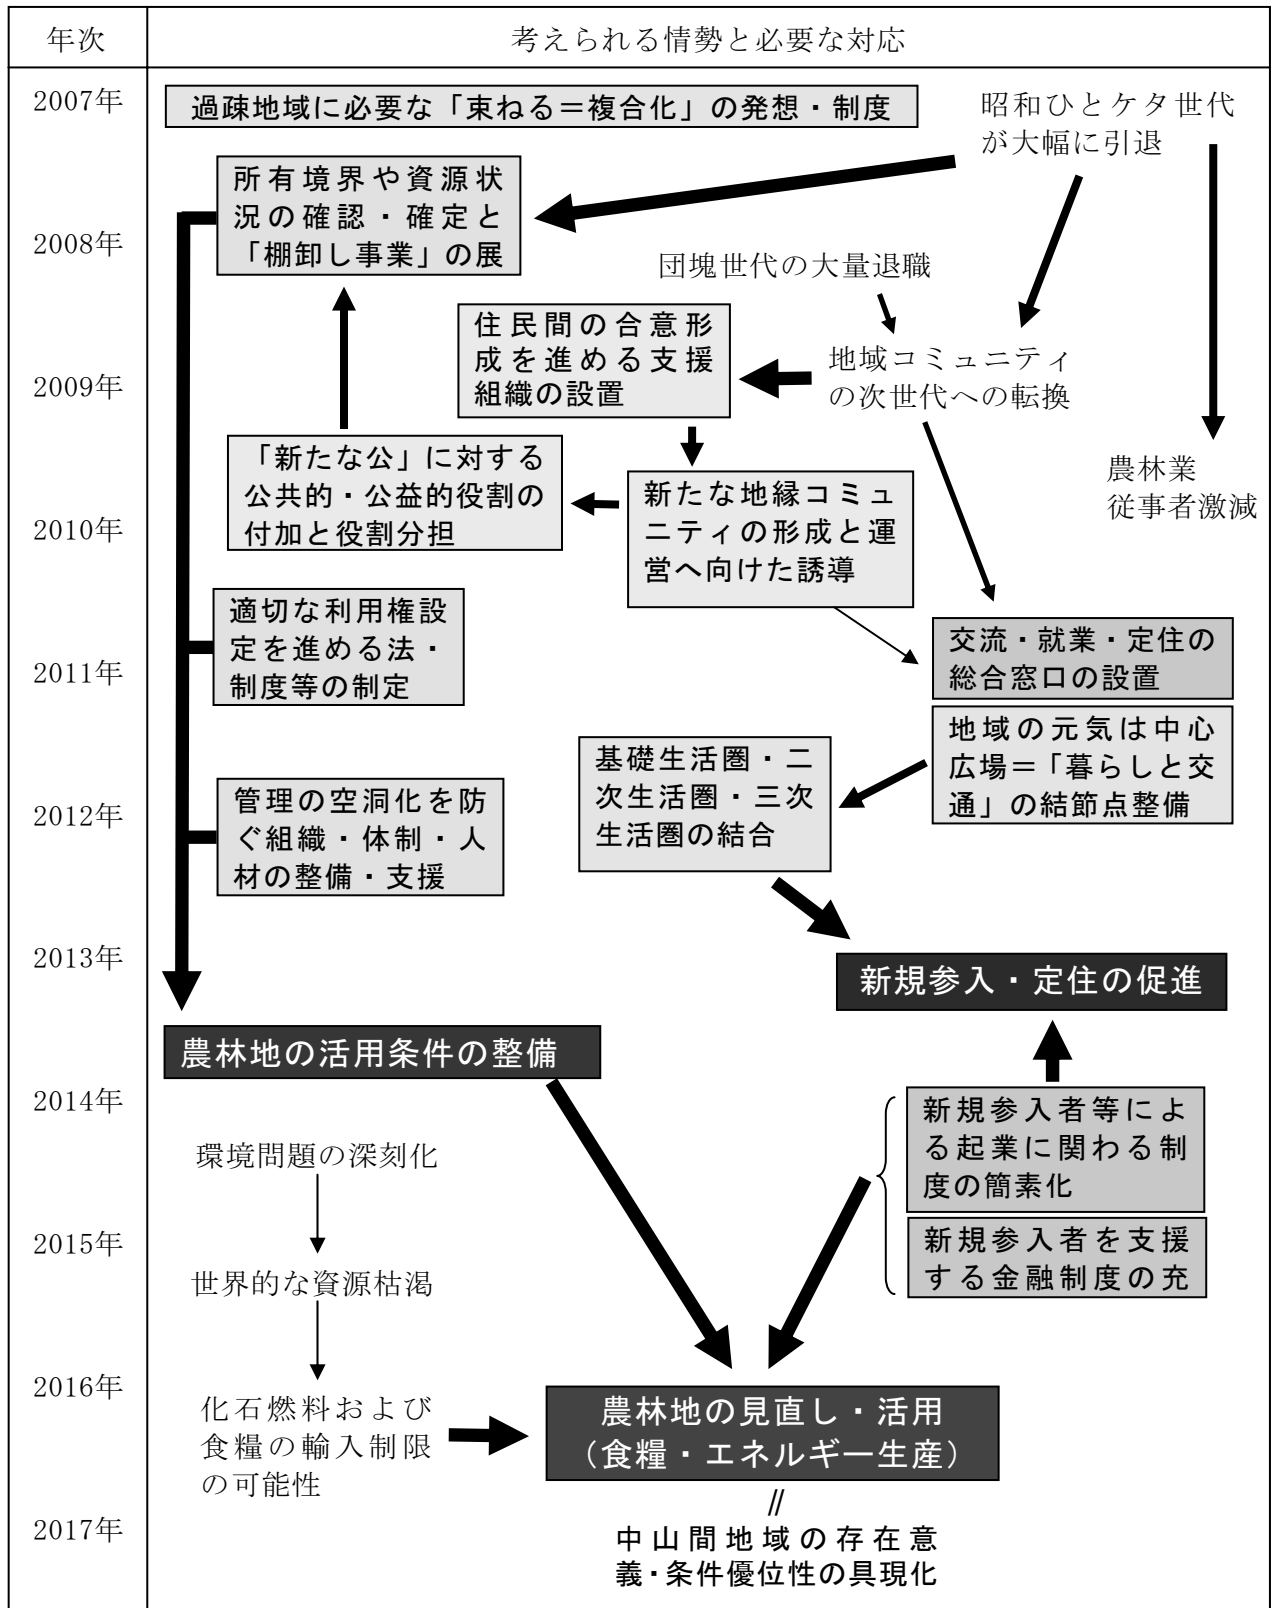 年次
考えられる情勢と必要な対応
2007年
過疎地域に必要な「束ねる＝複合化」の発想・制度
昭和ひとケタ世代
が大幅に引退
所有境界や資源状
況の確認・確定と
「棚卸し事業」の展
2008年
団塊世代の大量退職
住民間の合意形
成を進める支援
組織の設置
地域コミュニティ
の次世代への転換
2009年
「新たな公」に対する
公共的・公益的役割の
付加と役割分担
新たな地縁コミュ
ニティの形成と運
営へ向けた誘導
農林業
従事者激減
2010年
適切な利用権設
定を進める法・
制度等の制定
交流・就業・定住の
総合窓口の設置
2011年
地域の元気は中心
広場＝「暮らしと交
通」の結節点整備
基礎生活圏・二
次生活圏・三次
生活圏の結合
管理の空洞化を防
ぐ組織・体制・人
材の整備・支援
2012年
2013年
新規参入・定住の促進
農林地の活用条件の整備
2014年
新規参入者等によ
る起業に関わる制
度の簡素化
環境問題の深刻化
2015年
新規参入者を支援
する金融制度の充
世界的な資源枯渇
2016年
化石燃料および
食糧の輸入制限
の可能性
農林地の見直し・活用
（食糧・エネルギー生産）
//
2017年
中山間地域の存在意
義・条件優位性の具現化